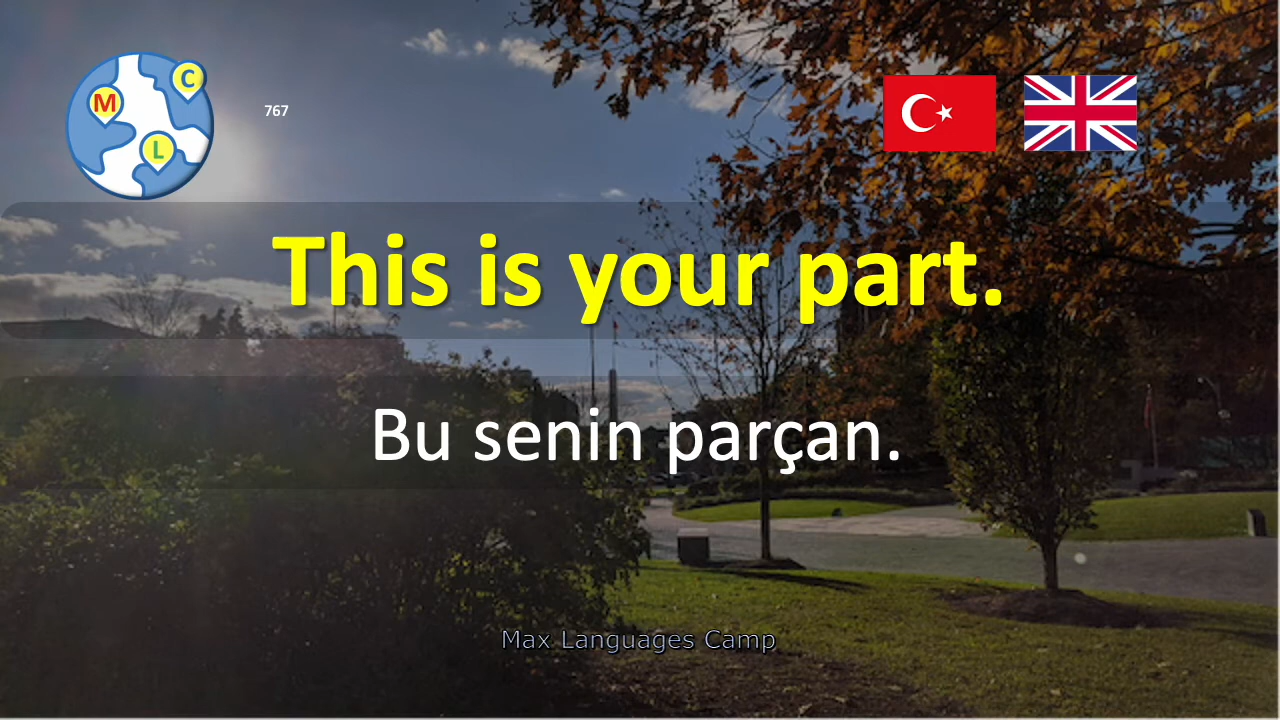 C
M
L
767
This is your part.
Bu senin parçan.
Max Languages Camp